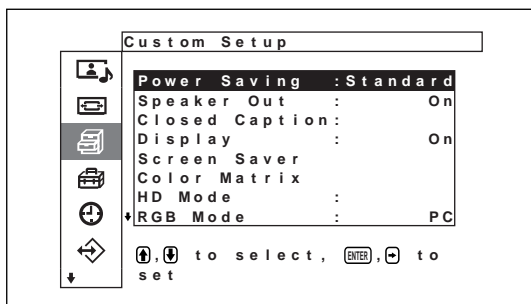 Custom Setup
Power Saving :Standard
Speaker Out : On
Closed Caption:
Display : On
Screen Saver
Color Matrix
HD Mode :
RGB Mode : PC
, to select, ENTER, to
set